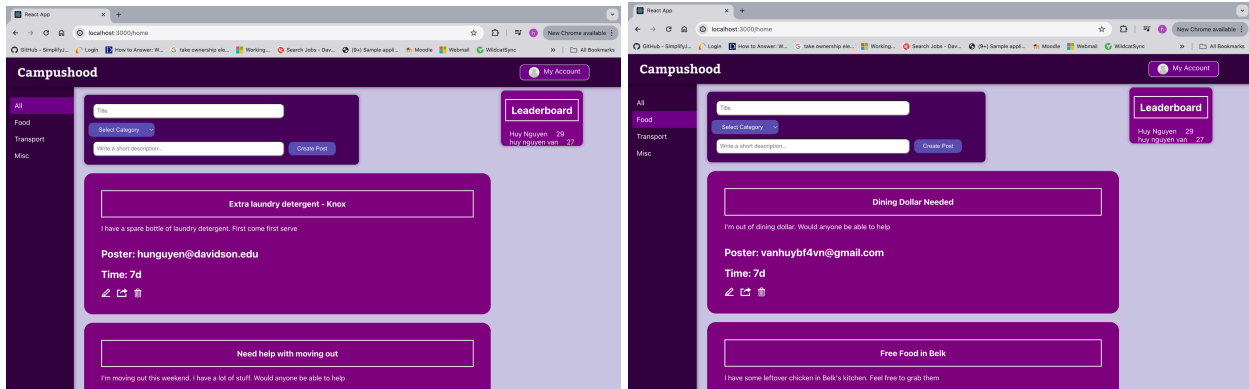 React App
localhost:3000/home
New Chrome available
GitHub - SimplifyJ...
Login
How to Answer: W...
take ownership ele...
Working...
Search Jobs - Dav...
(9+) Sample appli...
Moodle
Webmail
WildcatSync
»
All Bookmarks
Campushood
My Account
All
Food
Transport
Misc
Title
Select Category
Write a short description...
Create Post
Leaderboard
Huy Nguyen 29
huy nguyen van 27
Extra laundry detergent - Knox
I have a spare bottle of laundry detergent. First come first serve
Poster: hunguyen@davidson.edu
Time: 7d
Need help with moving out
I'm moving out this weekend. I have a lot of stuff. Would anyone be able to help
React App
localhost:3000/home
New Chrome available
GitHub - SimplifyJ...
Login
How to Answer: W...
take ownership ele...
Working...
Search Jobs - Dav...
(9+) Sample appli...
Moodle
Webmail
WildcatSync
»
All Bookmarks
Campushood
My Account
All
Food
Transport
Misc
Title
Select Category
Write a short description...
Create Post
Leaderboard
Huy Nguyen 29
huy nguyen van 27
Dining Dollar Needed
I'm out of dining dollar. Would anyone be able to help
Poster: vanhuybf4vn@gmail.com
Time: 7d
Free Food in Belk
I have some leftover chicken in Belk's kitchen. Feel free to grab them